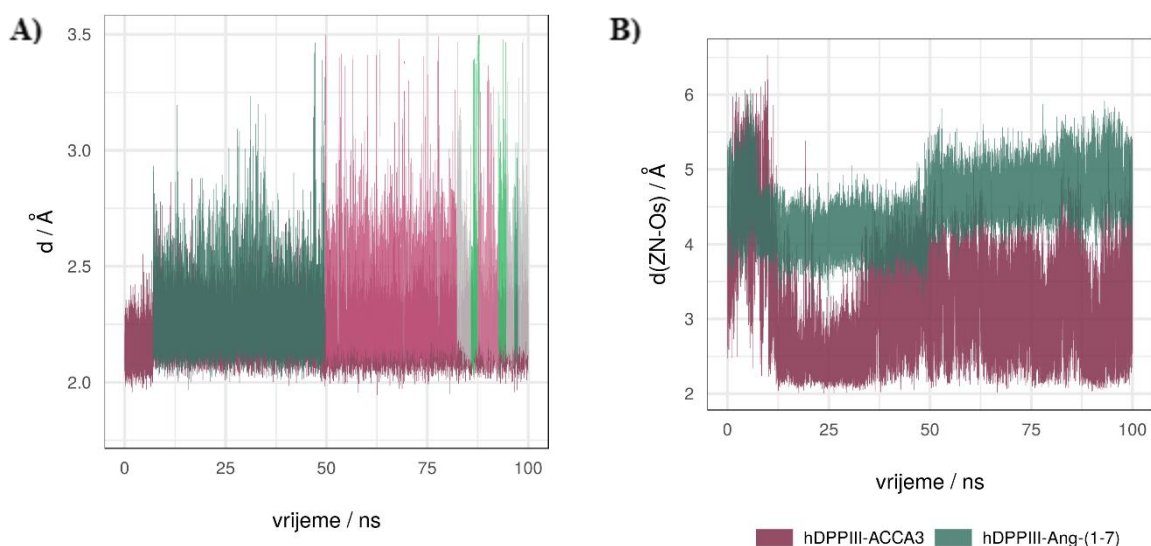 A)
3.5
3.0
2.5
2.0
d / Å
0
25
50
75
100
vrijeme / ns
B)
6
5
4
3
2
d(ZN-Os) / Å
0
25
50
75
100
vrijeme / ns
hDPPIII-ACCA3
hDPPIII-Ang-(1-7)